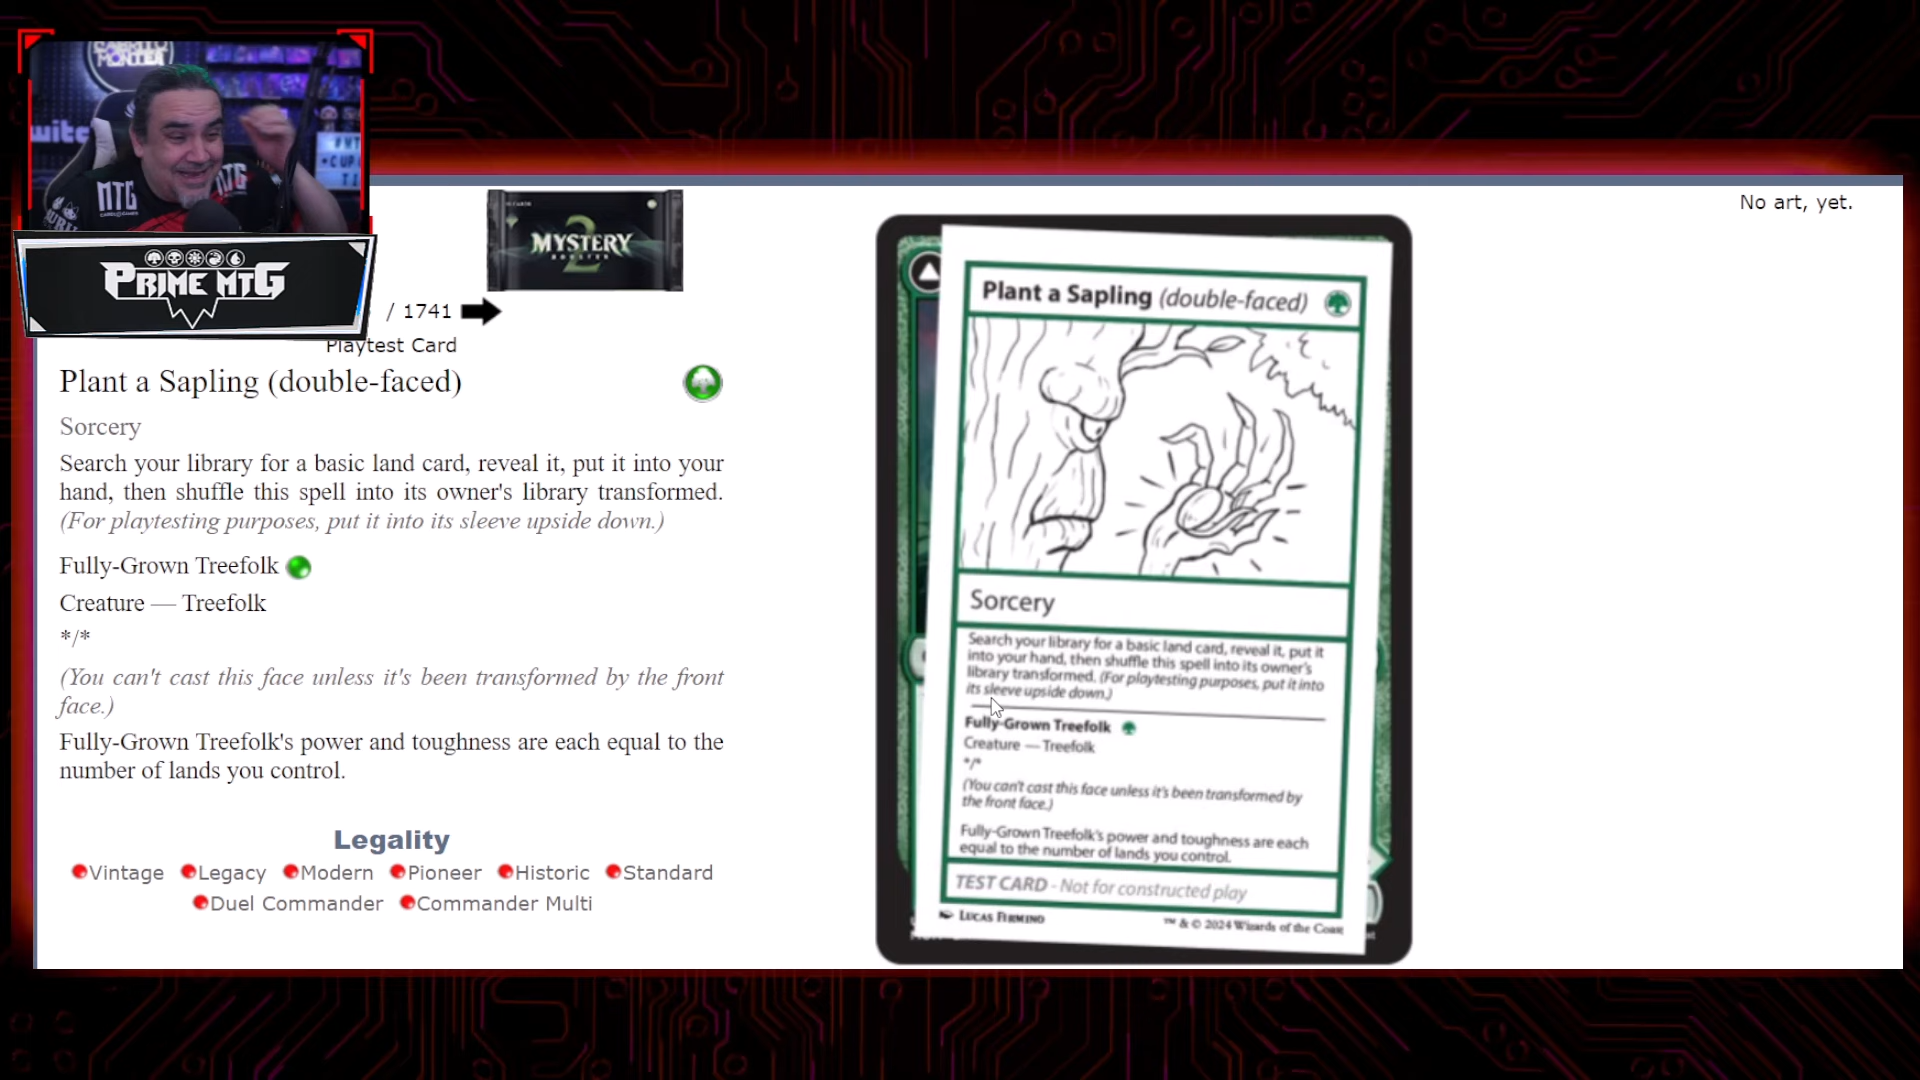 MTG
MTG
PRIME MTG
MYSTERY
2
BOOSTER
No art, yet.
/ 1741
Playtest Card
Plant a Sapling (double-faced)
Sorcery
Search your library for a basic land card, reveal it, put it into your
hand, then shuffle this spell into its owner's library transformed.
(For playtesting purposes, put it into its sleeve upside down.)
Fully-Grown Treefolk
Creature — Treefolk
*/*
(You can't cast this face unless it's been transformed by the front
face.)
Fully-Grown Treefolk's power and toughness are each equal to the
number of lands you control.
Legality
Vintage Legacy Modern Pioneer Historic Standard
Duel Commander Commander Multi
Plant a Sapling (double-faced)
Sorcery
Search your library for a basic land card, reveal it, put it
into your hand, then shuffle this spell into its owner's
library transformed. (For playtesting purposes, put it into
its sleeve upside down.)
Fully-Grown Treefolk
Creature — Treefolk
*/*
(You can't cast this face unless it's been transformed by
the front face.)
Fully-Grown Treefolk's power and toughness are each
equal to the number of lands you control.
TEST CARD - Not for constructed play
LUCAS FIRMINO
™ & © 2024 Wizards of the Coast